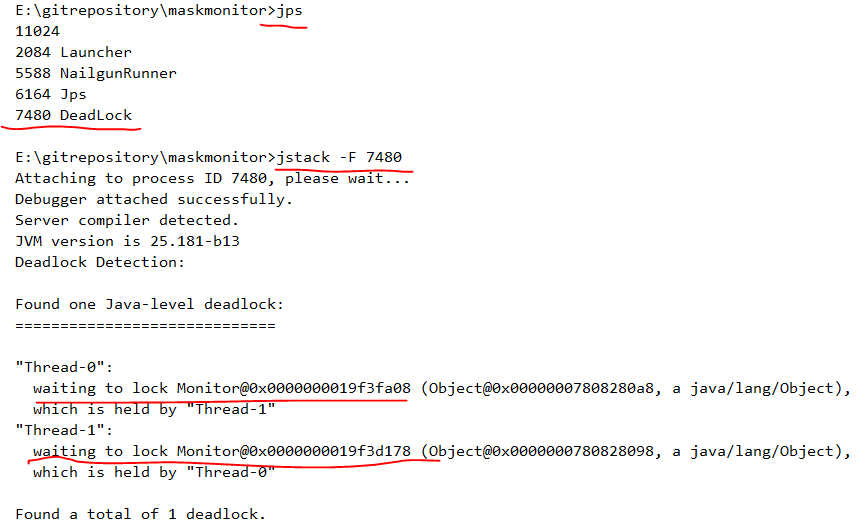 E:\gitrepository\maskmonitor>jps
11024
2084 Launcher
5588 NailgunRunner
6164 Jps
7480 DeadLock
E:\gitrepository\maskmonitor>jstack -F 7480
Attaching to process ID 7480, please wait...
Debugger attached successfully.
Server compiler detected.
JVM version is 25.181-b13
Deadlock Detection:
Found one Java-level deadlock:
=============================
"Thread-0":
  waiting to lock Monitor@0x0000000019f3fa08 (Object@0x00000007808280a8, a java/lang/Object),
  which is held by "Thread-1"
"Thread-1":
  waiting to lock Monitor@0x0000000019f3d178 (Object@0x0000000780828098, a java/lang/Object),
  which is held by "Thread-0"
Found a total of 1 deadlock.